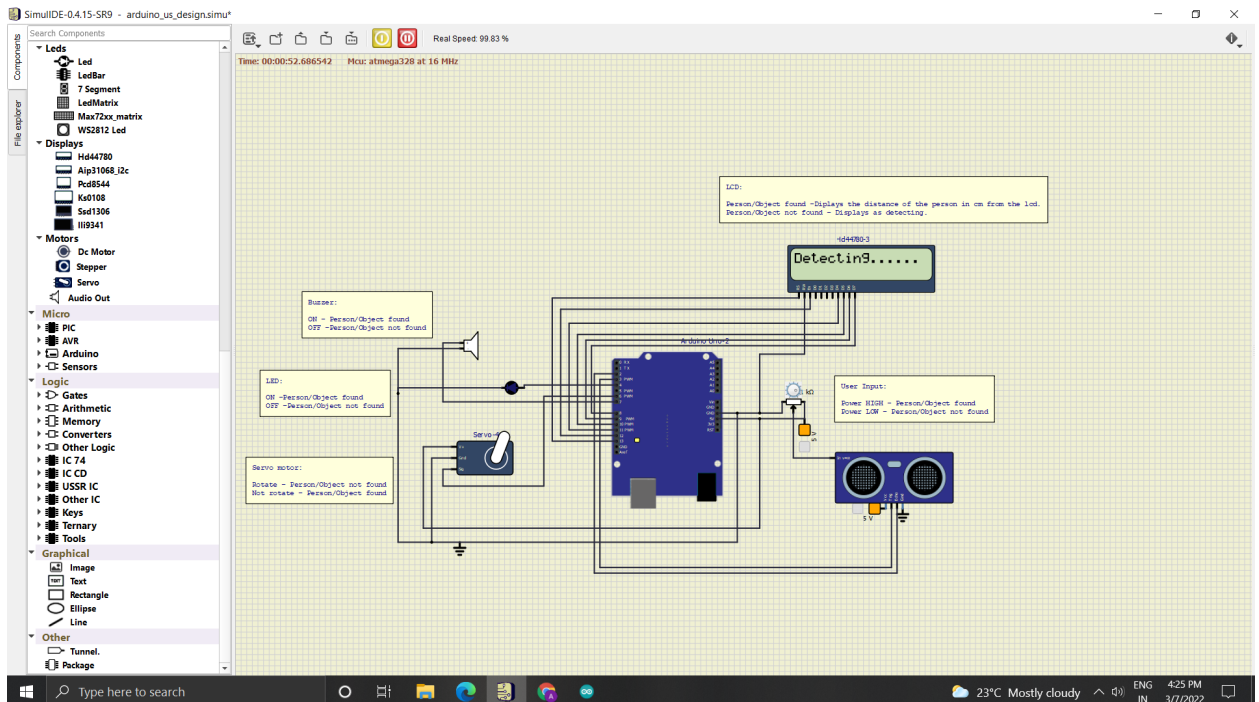 SimulIDE-0.4.15-SR9 - arduino_us_design.simu*
Components
File explorer
Search Components
Leds
Led
LedBar
7 Segment
LedMatrix
Max72xx_matrix
WS2812 Led
Displays
Hd44780
Aip31068_i2c
Pcd8544
Ks0108
Ssd1306
Ili9341
Motors
Dc Motor
Stepper
Servo
Audio Out
Micro
PIC
AVR
Arduino
Sensors
Logic
Gates
Arithmetic
Memory
Converters
Other Logic
IC 74
IC CD
USSR IC
Other IC
Keys
Ternary
Tools
Graphical
Image
Text
Rectangle
Ellipse
Line
Other
Tunnel.
Package
Real Speed: 99.83 %
Time: 00:00:52.686542 Mcu: atmega328 at 16 MHz
LCD:
Person/Object found -Diplays the distance of the person in cm from the lcd.
Person/Object not found - Displays as detecting.
Hd44780-3
Detecting......
Buzzer:
ON - Person/Object found
OFF -Person/Object not found
Arduino Uno-2
LED:
ON -Person/Object found
OFF -Person/Object not found
kΩ
User Input:
Power HIGH - Person/Object found
Power LOW - Person/Object not found
Servo-4
Servo motor:
Rotate - Person/Object not found
Not rotate - Person/Object found
5 V
5 V
Type here to search
23°C Mostly cloudy
ENG
IN
4:25 PM
3/7/2022